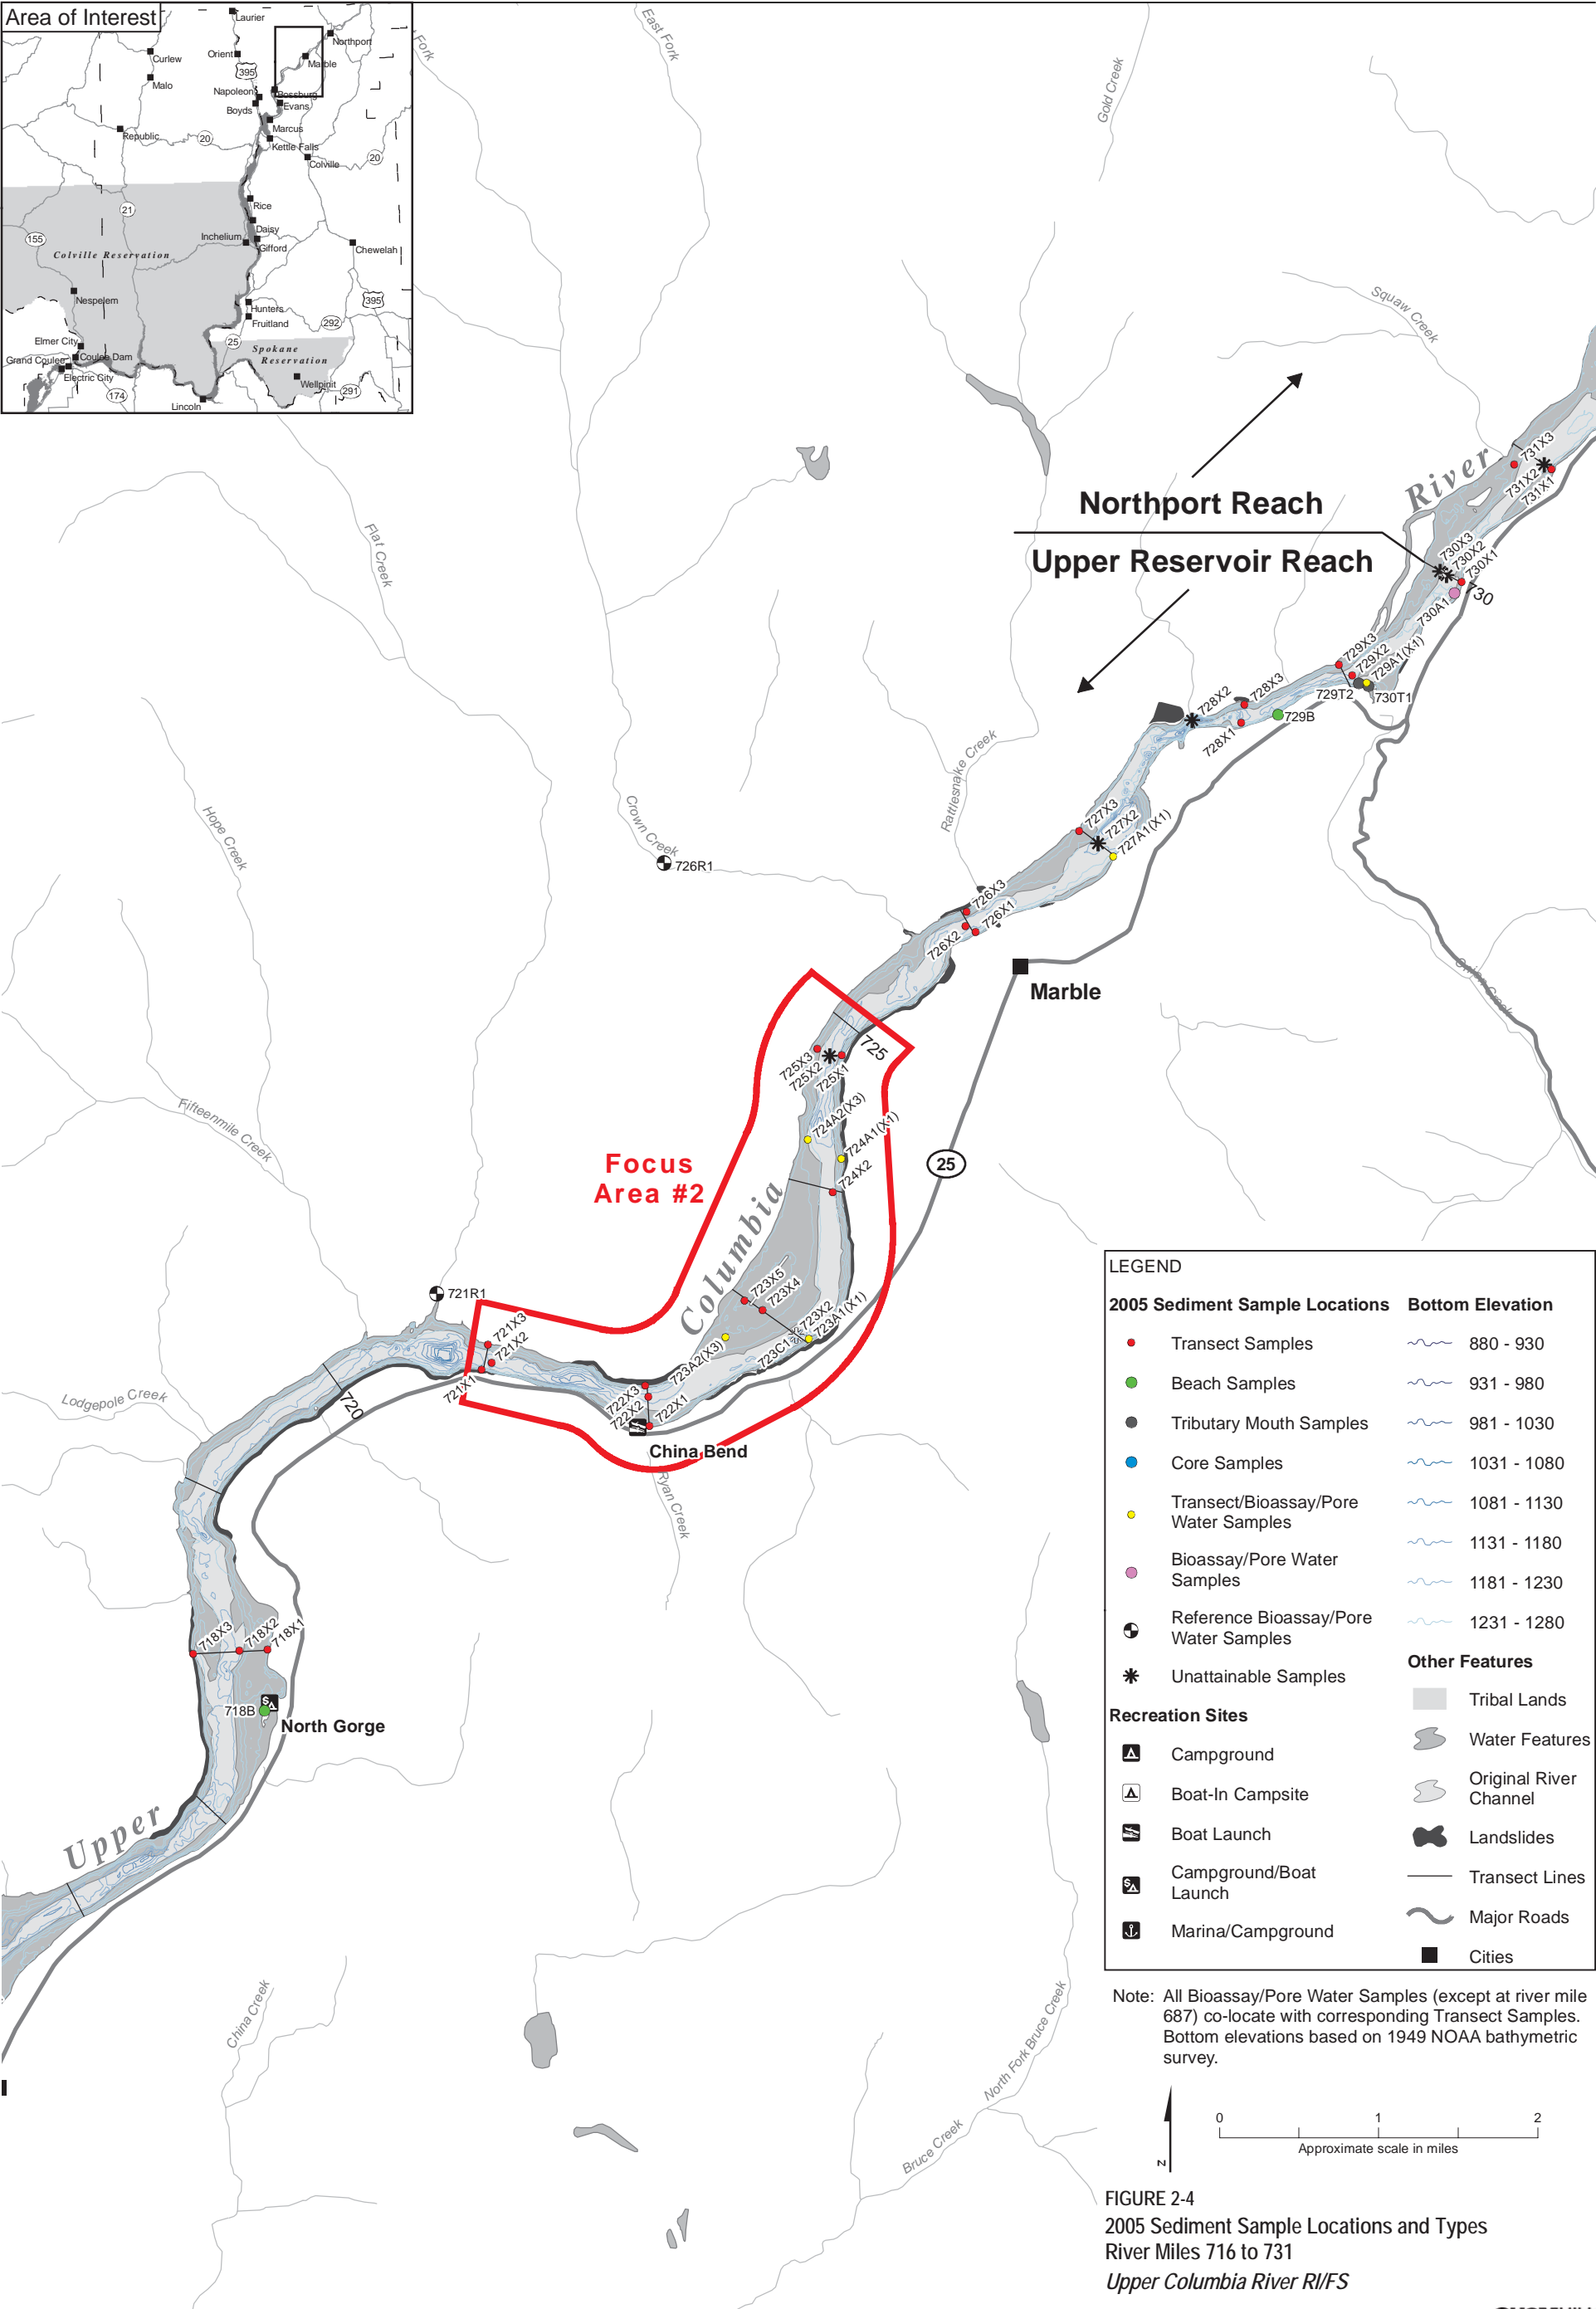 Area of Interest
Laurier
Northport
Orient
Curlew
Marble
395
Malo
Napoleon
Bossburg
Boyds
Evans
Marcus
Republic
20
Kettle Falls
Colville
20
Rice
21
Daisy
Inchelium
Gifford
155
Colville Reservation
Chewelah
Nespelem
Hunters
395
Fruitland
292
Elmer City
25
Spokane
Reservation
Grand Coulee
Coulee Dam
Electric City
Wellpinit
174
291
Lincoln
Fork
East Fork
Gold Creek
Squaw Creek
Flat Creek
Northport Reach
Upper Reservoir Reach
River
731X3
731X2
731X1
730X3
730X2
730X1
730
730A1
729X3
729X2
729A1(X1)
729T2
730T1
728X3
728X2
729B
728X1
Rattlesnake Creek
Hope Creek
Crown Creek
726R1
727X3
727X2
727A1(X1)
726X3
726X1
726X2
Marble
Onion Creek
725
725X3
725X2
725X1
Fifteenmile Creek
724A2(X3)
724A1(X1)
724X2
25
Focus
Area #2
Columbia
723X5
723X4
723X2
723A1(X1)
723C1
723A2(X3)
721R1
721X3
721X2
721X1
722X3
722X2
722X1
China Bend
Ryan Creek
Lodgepole Creek
720
718X3
718X2
718X1
718B
North Gorge
Upper
China Creek
North Fork Bruce Creek
Bruce Creek
LEGEND
2005 Sediment Sample Locations
Transect Samples
Beach Samples
Tributary Mouth Samples
Core Samples
Transect/Bioassay/Pore
Water Samples
Bioassay/Pore Water
Samples
Reference Bioassay/Pore
Water Samples
Unattainable Samples
Recreation Sites
Campground
Boat-In Campsite
Boat Launch
Campground/Boat
Launch
Marina/Campground
Bottom Elevation
880 - 930
931 - 980
981 - 1030
1031 - 1080
1081 - 1130
1131 - 1180
1181 - 1230
1231 - 1280
Other Features
Tribal Lands
Water Features
Original River
Channel
Landslides
Transect Lines
Major Roads
Cities
Note: All Bioassay/Pore Water Samples (except at river mile
687) co-locate with corresponding Transect Samples.
Bottom elevations based on 1949 NOAA bathymetric
survey.
N
0 1 2
Approximate scale in miles
FIGURE 2-4
2005 Sediment Sample Locations and Types
River Miles 716 to 731
Upper Columbia River RI/FS